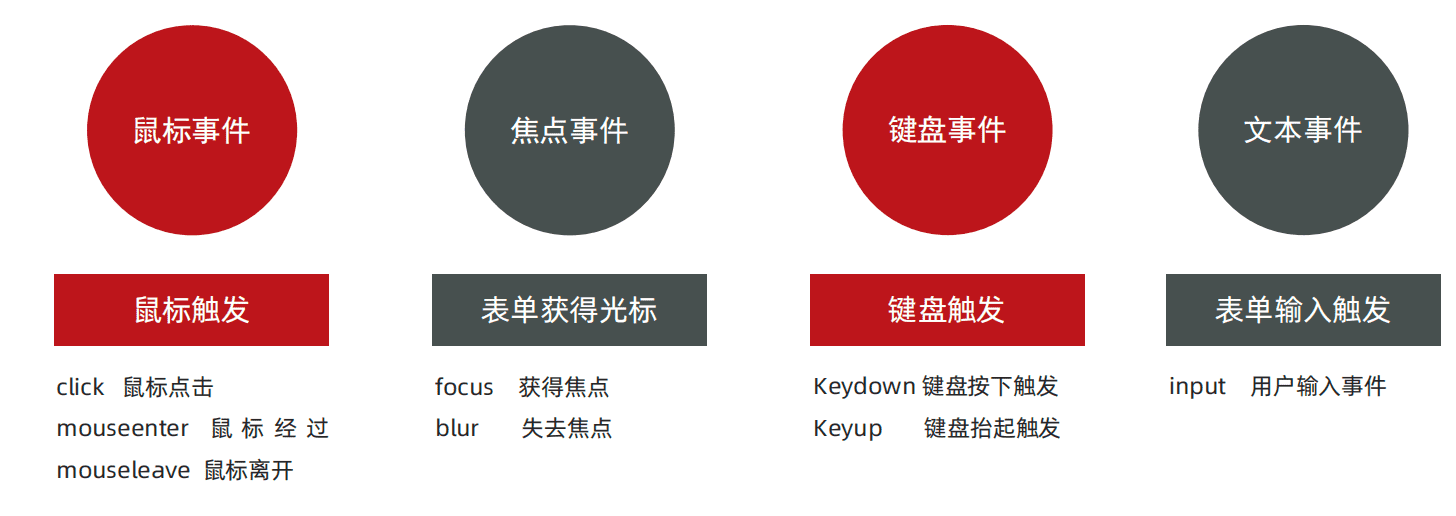 鼠标事件
焦点事件
键盘事件
文本事件
鼠标触发
表单获得光标
键盘触发
表单输入触发
click 鼠标点击
mouseenter 鼠 标 经 过
mouseleave 鼠标离开
focus 获得焦点
blur 失去焦点
Keydown 键盘按下触发
Keyup 键盘抬起触发
input 用户输入事件